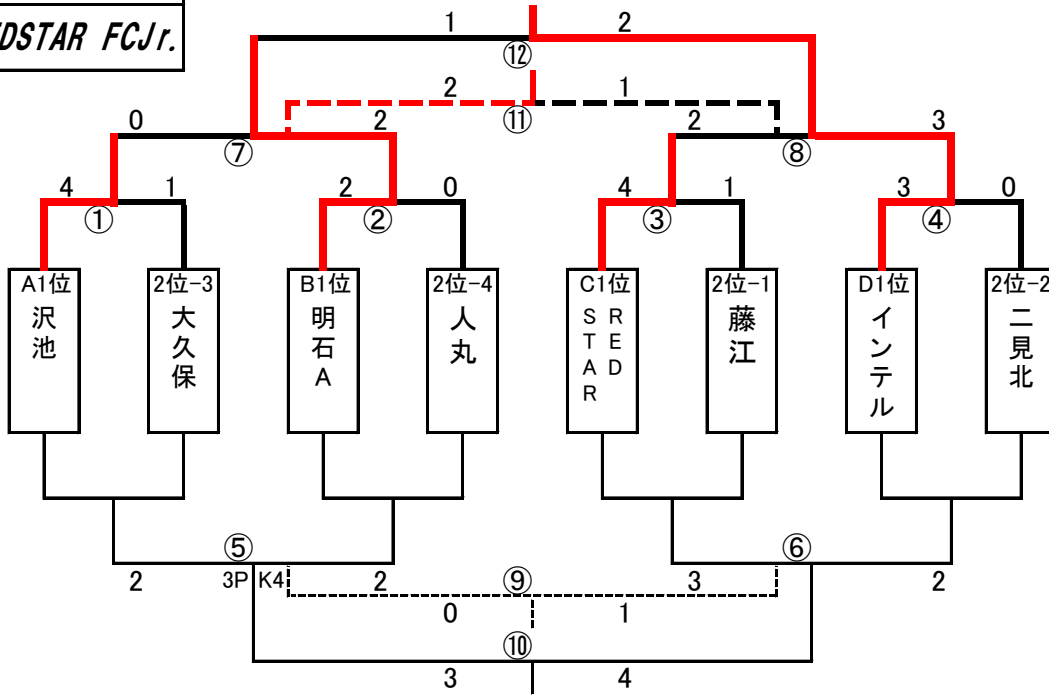 DSTAR FCJr.
1 2
⑫
2 1
⑪
0 2 2 3
⑦ ⑧
4 1 2 0 4 1 3 0
① ② ③ ④
A1位 2位-3 B1位 2位-4 C1位 2位-1 D1位 2位-2
沢池
大久保
明石A
人丸
RED
STAR
藤江
インテル
二見北
⑤ ⑥
2 3P K4 2 ⑨ 3 2
0 1
⑩
3 4